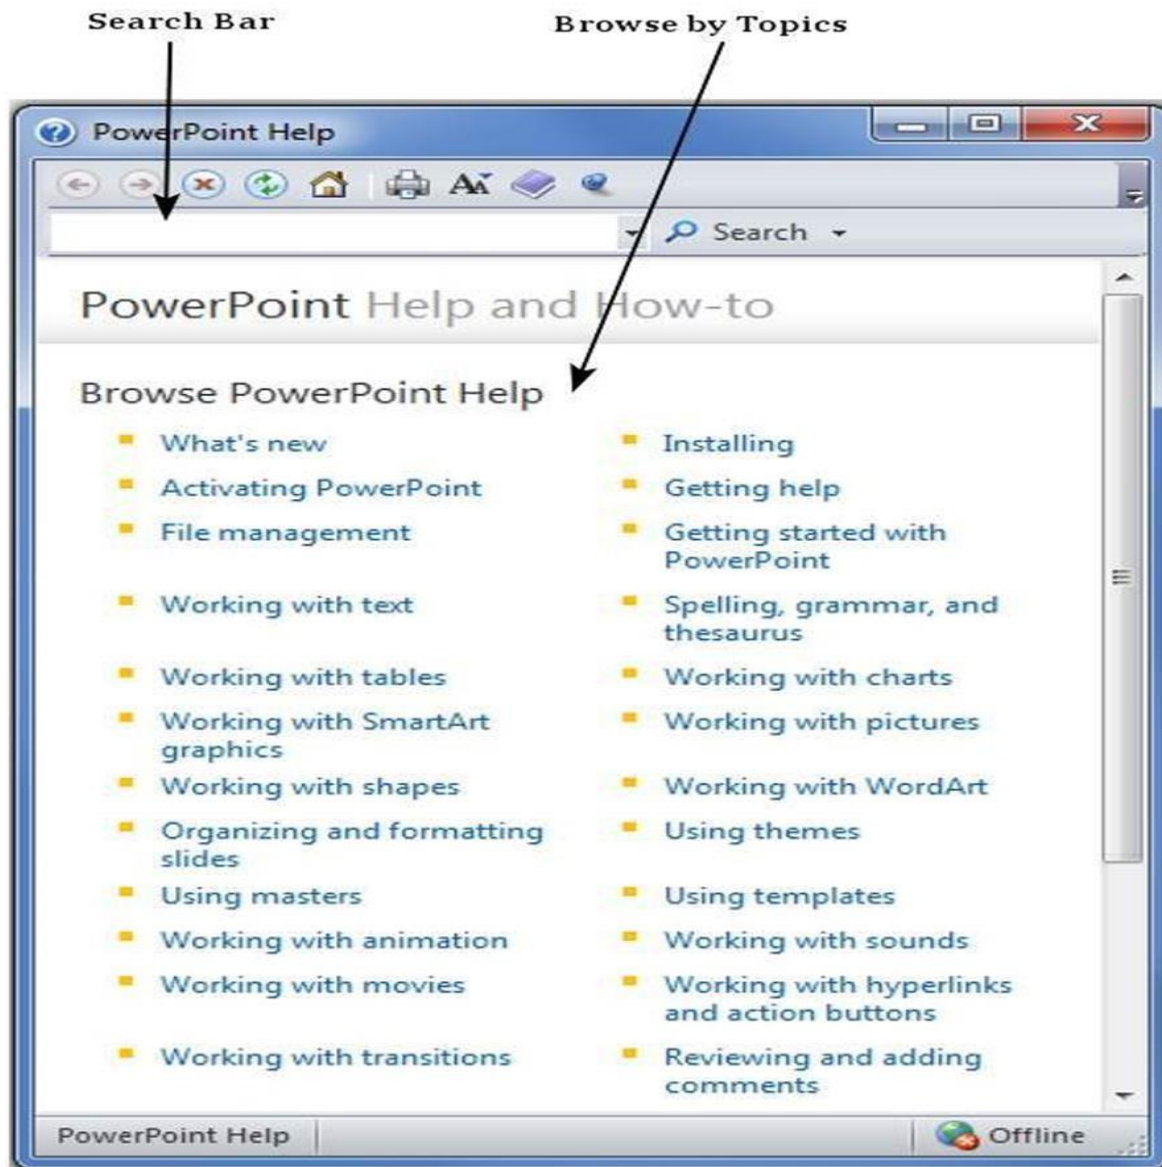 Search Bar
Browse by Topics
PowerPoint Help
Search
PowerPoint Help and How-to
Browse PowerPoint Help
What's new
Installing
Activating PowerPoint
Getting help
File management
Getting started with
PowerPoint
Working with text
Spelling, grammar, and
thesaurus
Working with tables
Working with charts
Working with SmartArt
graphics
Working with pictures
Working with shapes
Working with WordArt
Organizing and formatting
slides
Using themes
Using masters
Using templates
Working with animation
Working with sounds
Working with movies
Working with hyperlinks
and action buttons
Working with transitions
Reviewing and adding
comments
PowerPoint Help
Offline